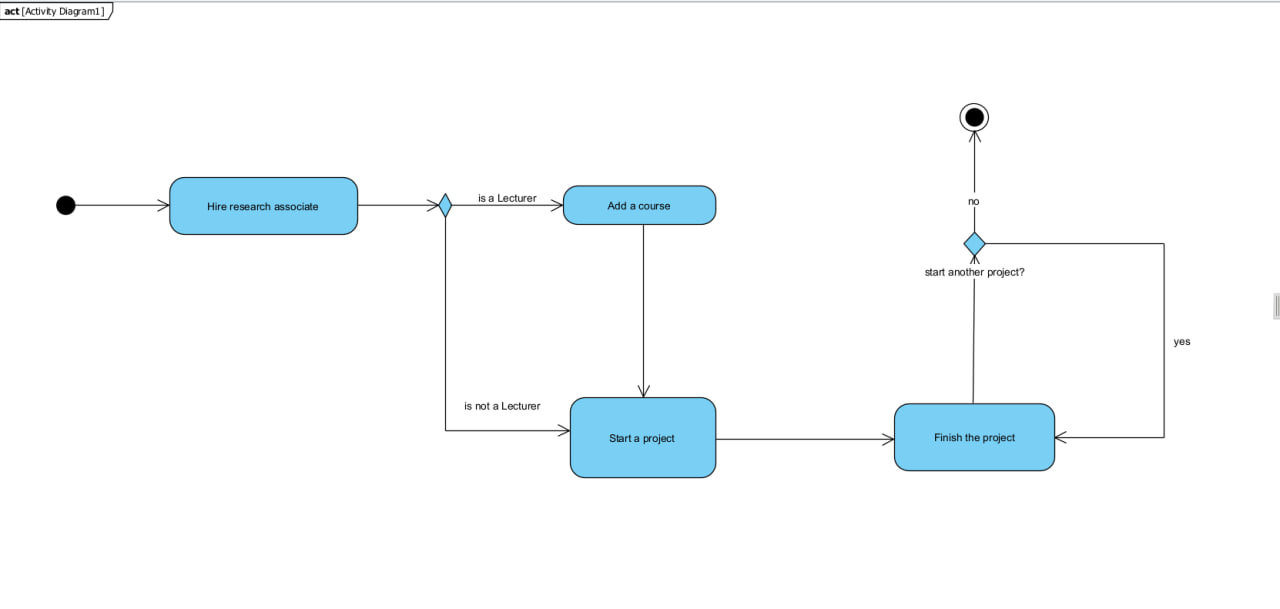 act [Activity Diagram1]
Hire research associate
is a Lecturer
Add a course
is not a Lecturer
Start a project
Finish the project
start another project?
no
yes